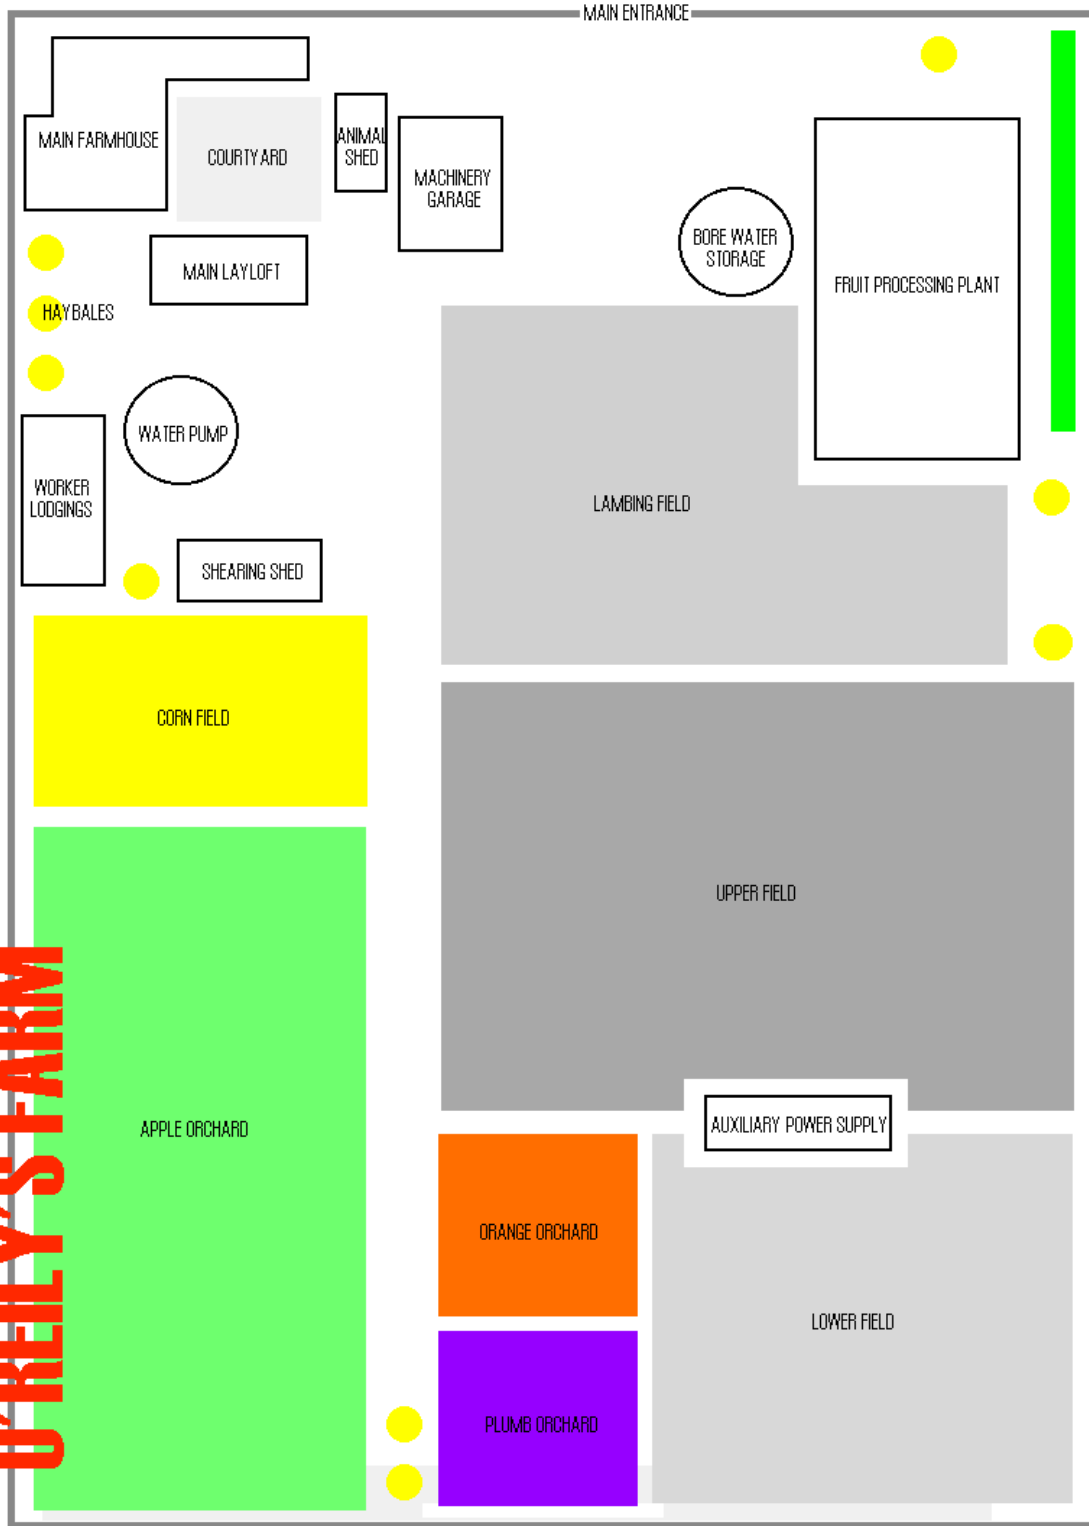 MAIN ENTRANCE
MAIN FARMHOUSE
COURTYARD
ANIMAL
SHED
MACHINERY
GARAGE
BORE WATER
STORAGE
FRUIT PROCESSING PLANT
MAIN LAYLOFT
HAYBALES
WATER PUMP
WORKER
LODGINGS
LAMBING FIELD
SHEARING SHED
CORN FIELD
UPPER FIELD
O'REILY'S FARM
APPLE ORCHARD
AUXILIARY POWER SUPPLY
ORANGE ORCHARD
LOWER FIELD
PLUMB ORCHARD